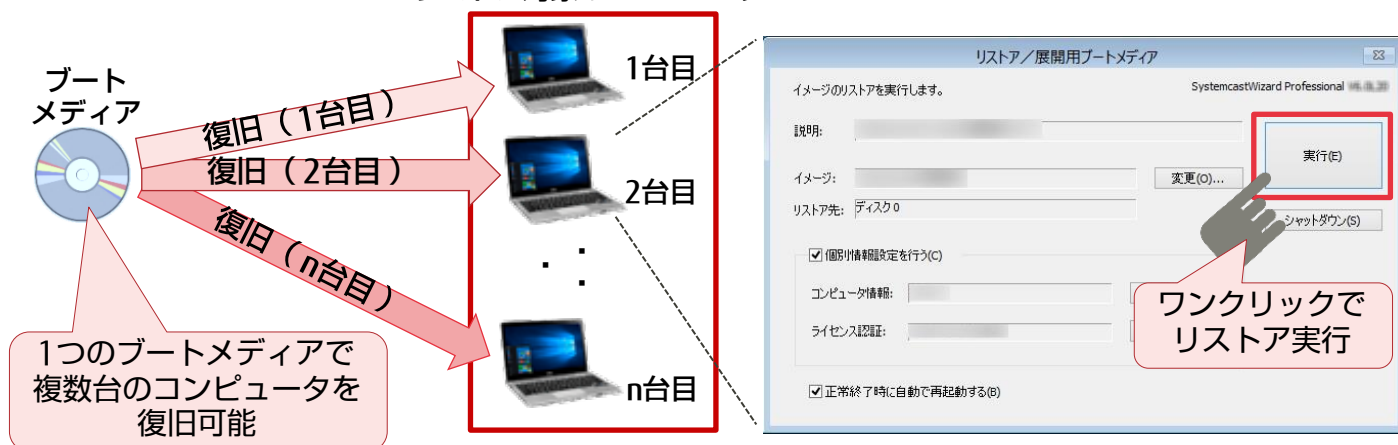 ブート
メディア
復旧（1台目）
復旧（2台目）
復旧（n台目）
1台目
2台目
n台目
1つのブートメディアで
複数台のコンピュータを
復旧可能
リストア／展開用ブートメディア
イメージのリストアを実行します。
SystemcastWizard Professional
説明:
実行(E)
イメージ:
変更(O)...
リストア先: ディスク 0
シャットダウン(S)
個別情報設定を行う(C)
コンピュータ情報:
ライセンス認証:
ワンクリックで
リストア実行
正常終了時に自動で再起動する(B)